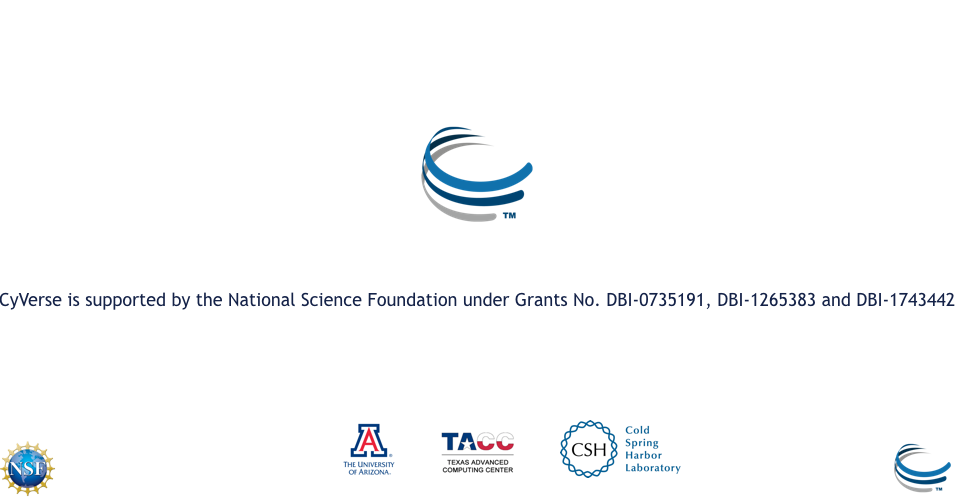 TM
CyVerse is supported by the National Science Foundation under Grants No. DBI-0735191, DBI-1265383 and DBI-1743442
NSF
A
THE UNIVERSITY
OF ARIZONA.
TACC
TEXAS ADVANCED
COMPUTING CENTER
CSH
Cold
Spring
Harbor
Laboratory
TM